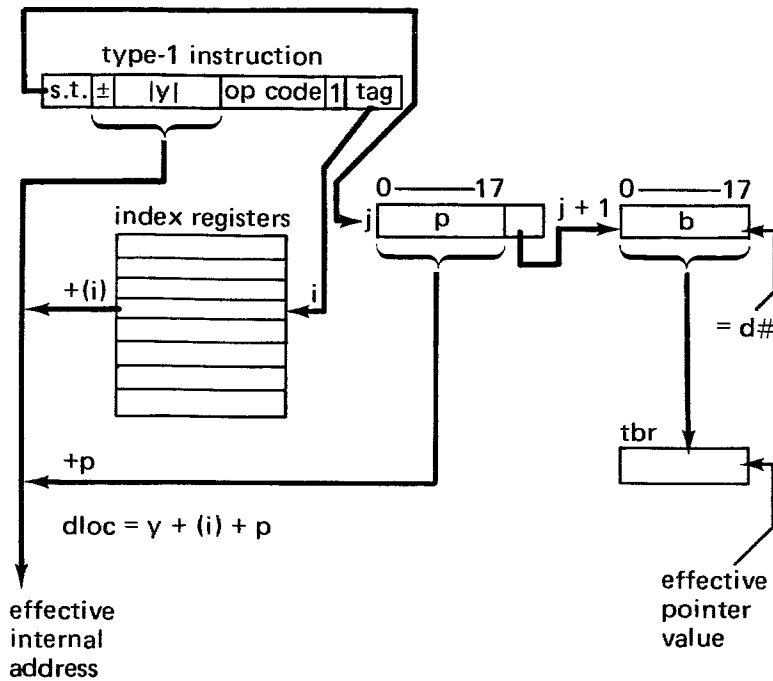 type-1 instruction
s.t. ± |y| op code 1 tag
0——17
0——17
j p j + 1 b
index registers
+(i) i
= d#
tbr
+p
dloc = y + (i) + p
effective
internal
address
effective
pointer
value